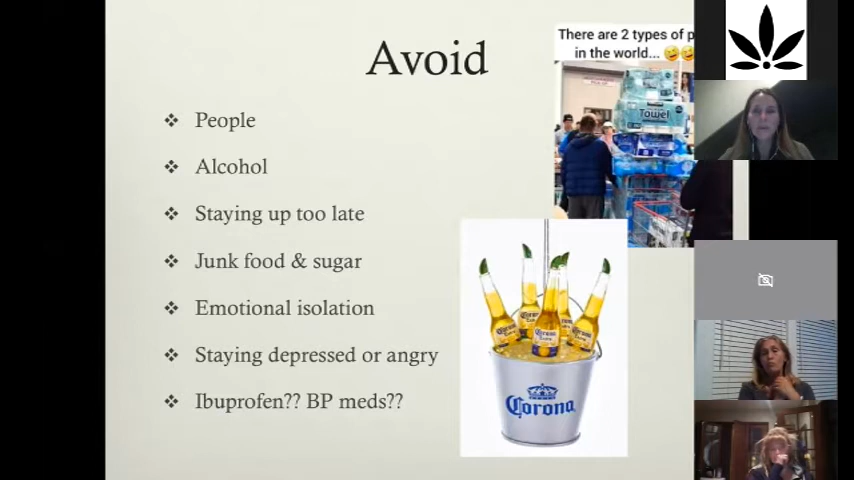 Avoid
People
Alcohol
Staying up too late
Junk food & sugar
Emotional isolation
Staying depressed or angry
Ibuprofen?? BP meds??
There are 2 types of p
in the world...
Towel
Corona